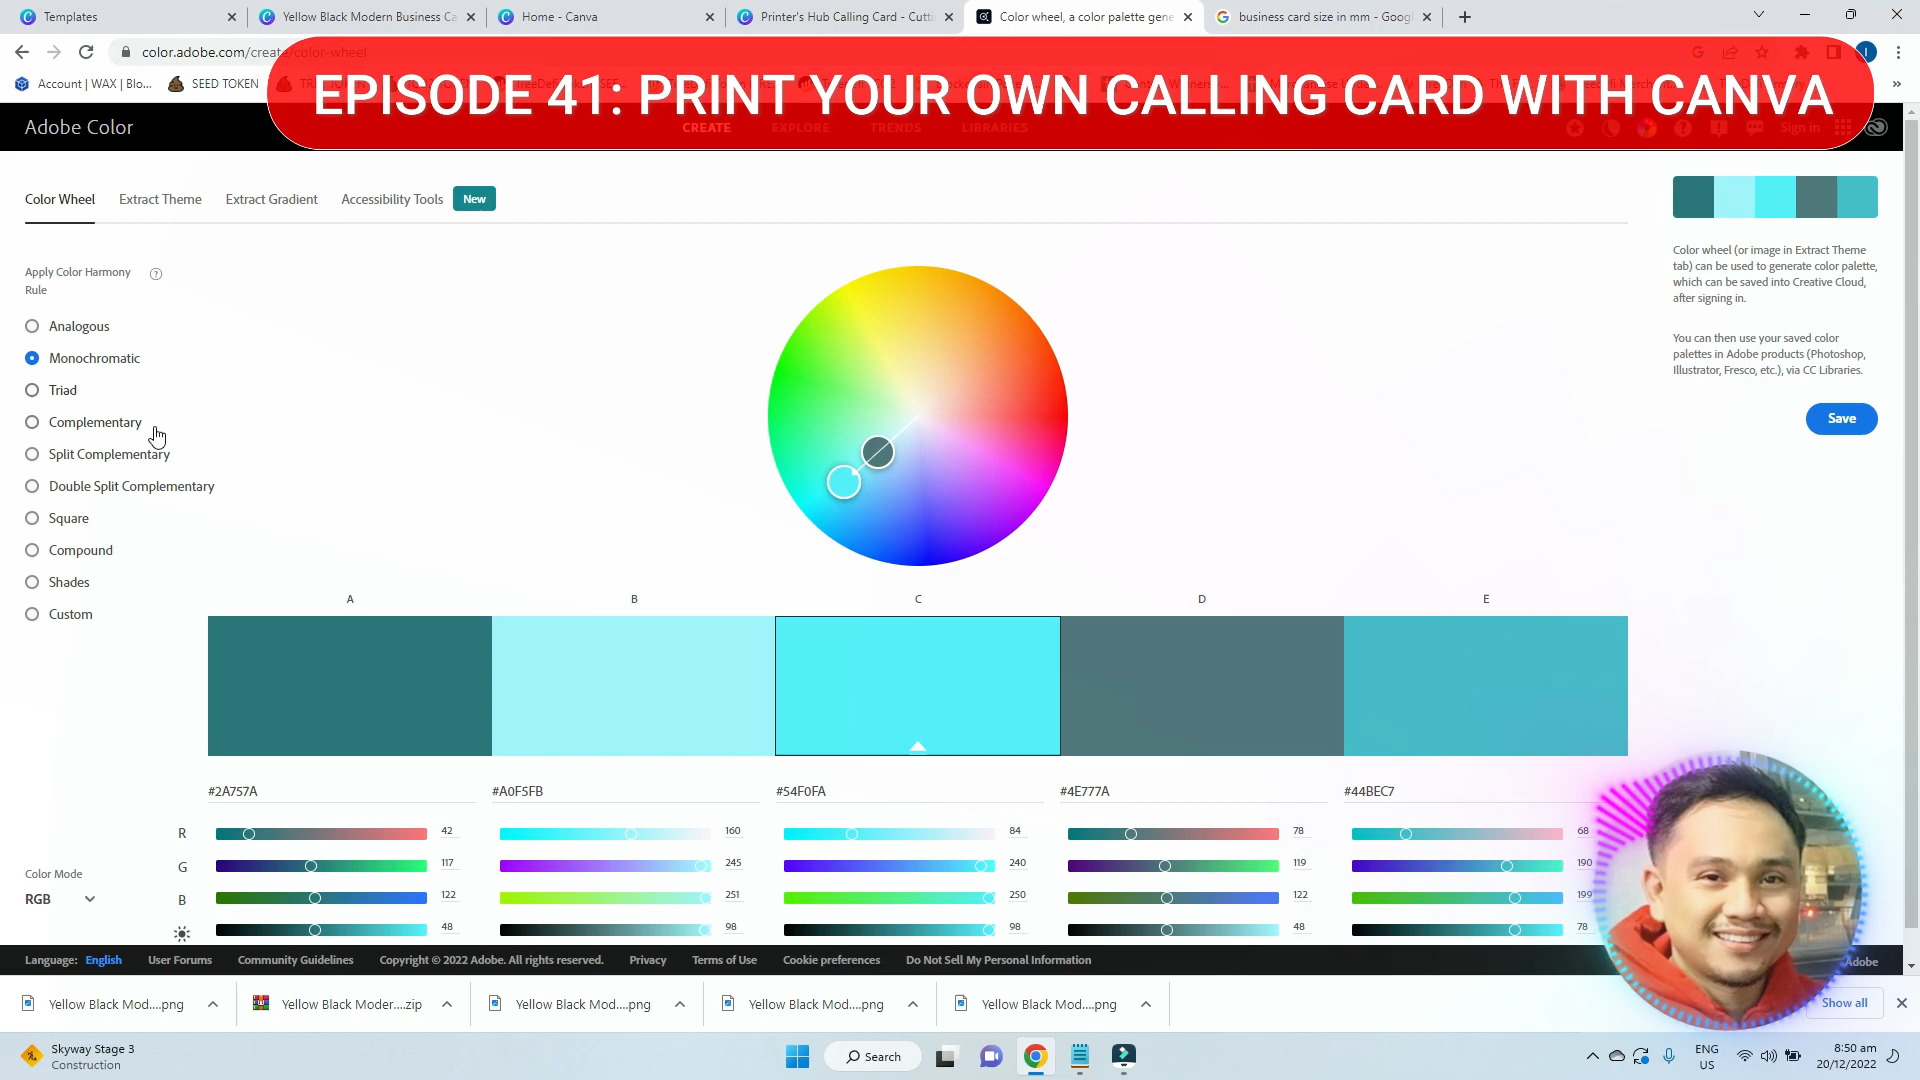 Templates
Yellow Black Modern Business Ca
Home - Canva
Printer's Hub Calling Card - Cutti
Color wheel, a color palette gene
business card size in mm - Googl
color.adobe.com/create/color-wheel
Account | WAX | Blo...
SEED TOKEN
EPISODE 41: PRINT YOUR OWN CALLING CARD WITH CANVA
Adobe Color
CREATE
EXPLORE
TRENDS
LIBRARIES
Sign in
Color Wheel
Extract Theme
Extract Gradient
Accessibility Tools
New
Apply Color Harmony
Rule
Analogous
Monochromatic
Triad
Complementary
Split Complementary
Double Split Complementary
Square
Compound
Shades
Custom
Color wheel (or image in Extract Theme
tab) can be used to generate color palette,
which can be saved into Creative Cloud,
after signing in.
You can then use your saved color
palettes in Adobe products (Photoshop,
Illustrator, Fresco, etc.), via CC Libraries.
Save
A B C D E
#2A757A #A0F5FB #54F0FA #4E777A #44BEC7
R 42 160 84 78 68
G 117 245 240 119 190
B 122 251 250 122 199
48 98 98 48 78
Color Mode
RGB
Language: English
User Forums
Community Guidelines
Copyright © 2022 Adobe. All rights reserved.
Privacy
Terms of Use
Cookie preferences
Do Not Sell My Personal Information
Adobe
Yellow Black Mod....png
Yellow Black Moder....zip
Yellow Black Mod....png
Yellow Black Mod....png
Yellow Black Mod....png
Show all
Skyway Stage 3
Construction
Search
ENG
US
8:50 am
20/12/2022